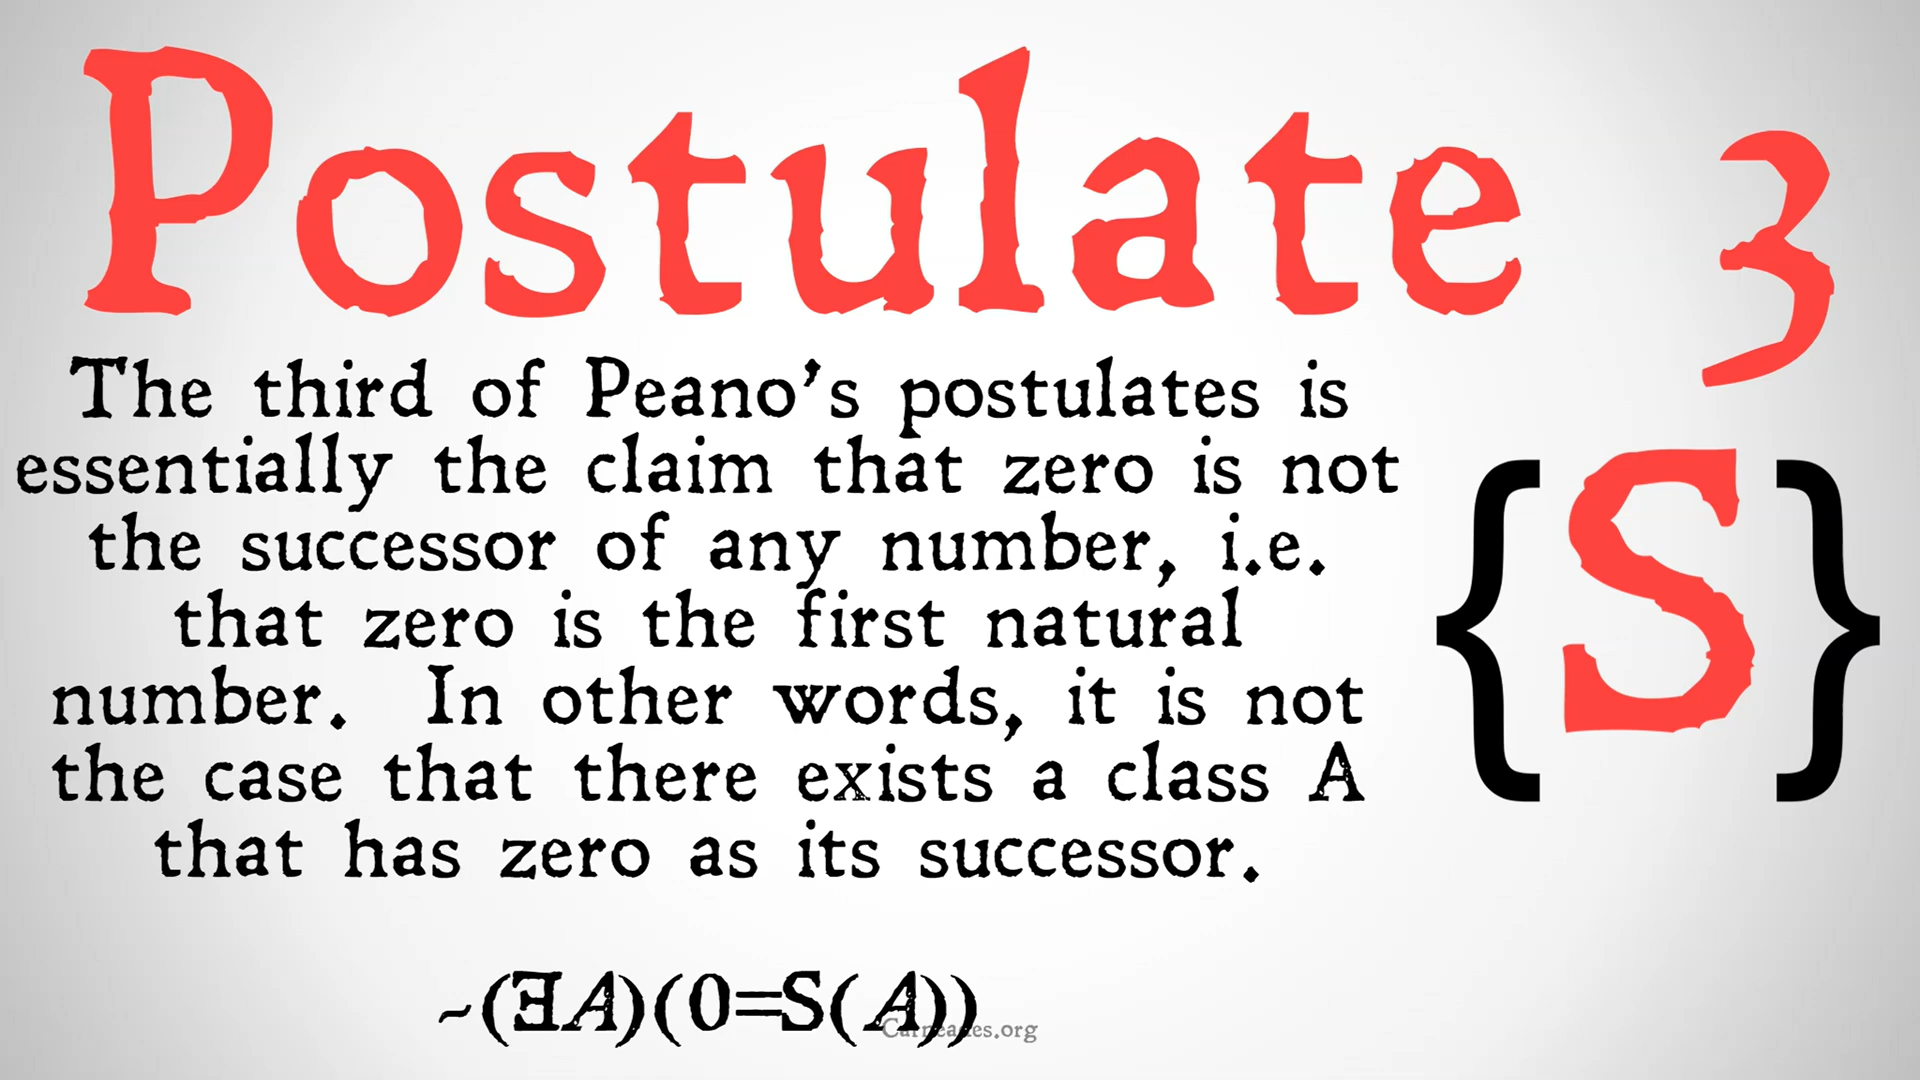 Postulate 3
The third of Peano's postulates is
essentially the claim that zero is not
the successor of any number, i.e.
that zero is the first natural
number. In other words, it is not
the case that there exists a class A
that has zero as its successor.
{S}
~(∃A)(0=S(A))
Carneades.org